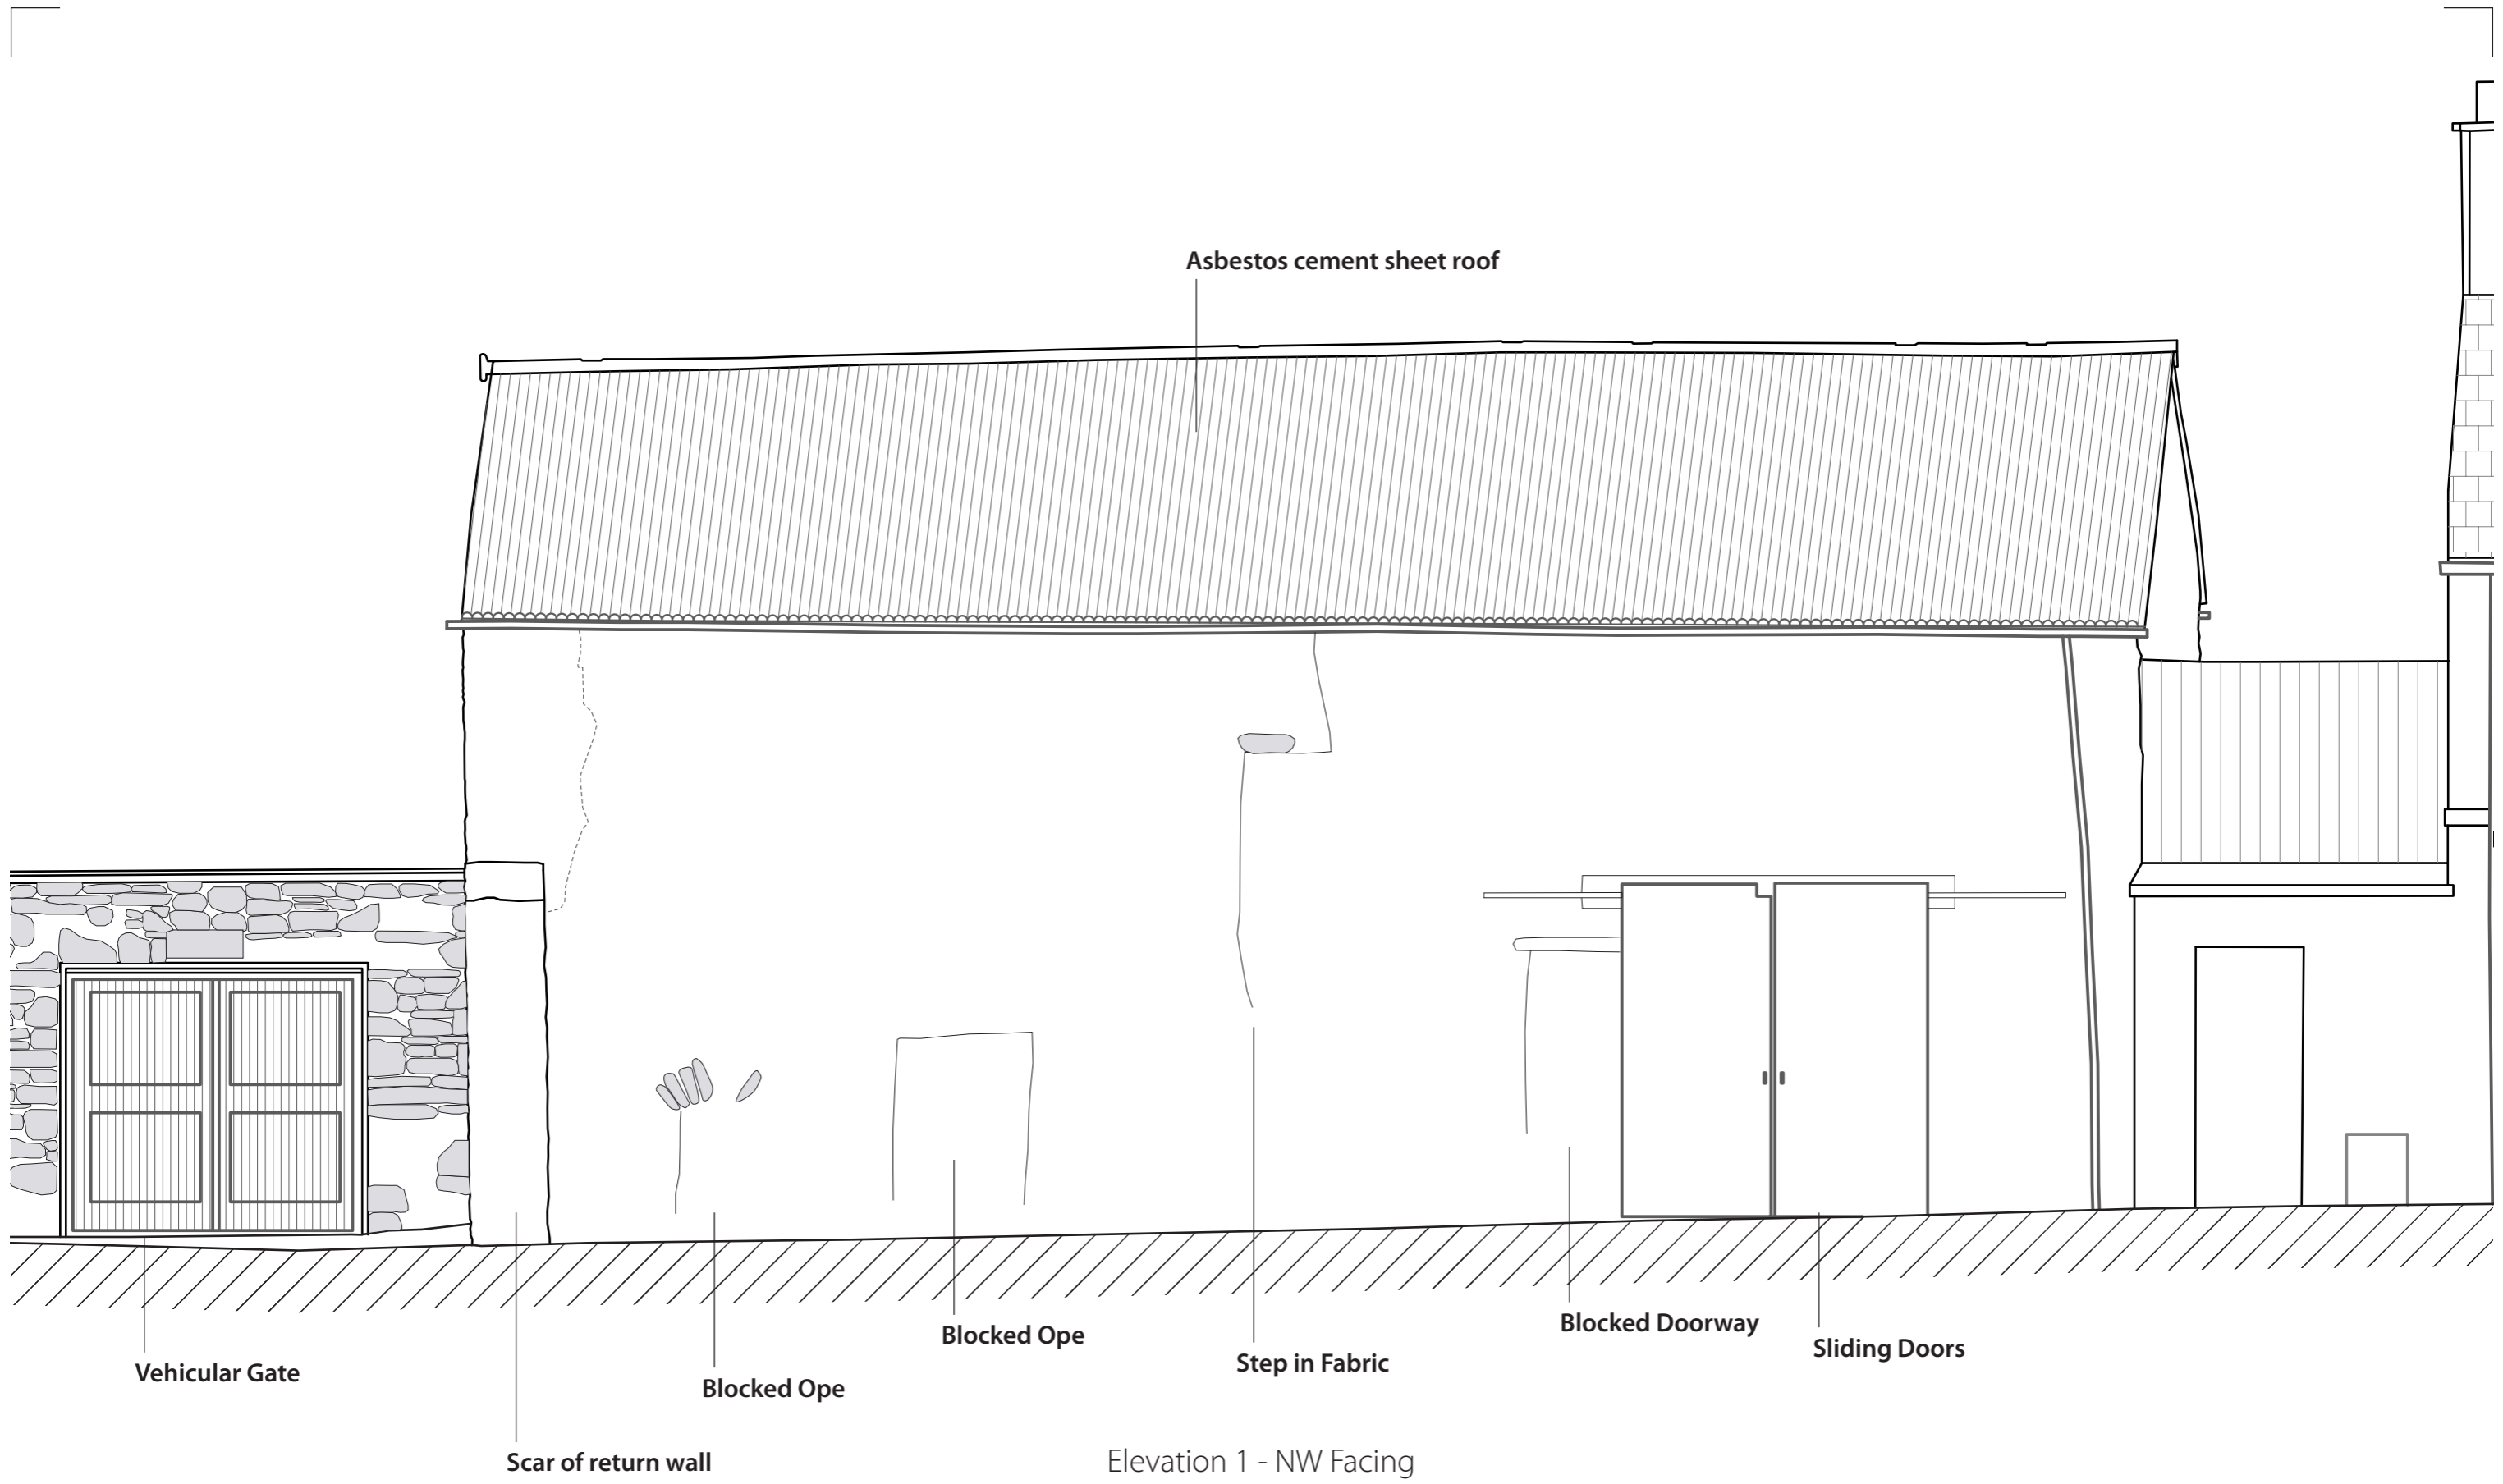 Asbestos cement sheet roof
Blocked Doorway
Blocked Ope
Sliding Doors
Step in Fabric
Vehicular Gate
Blocked Ope
Scar of return wall
Elevation 1 - NW Facing